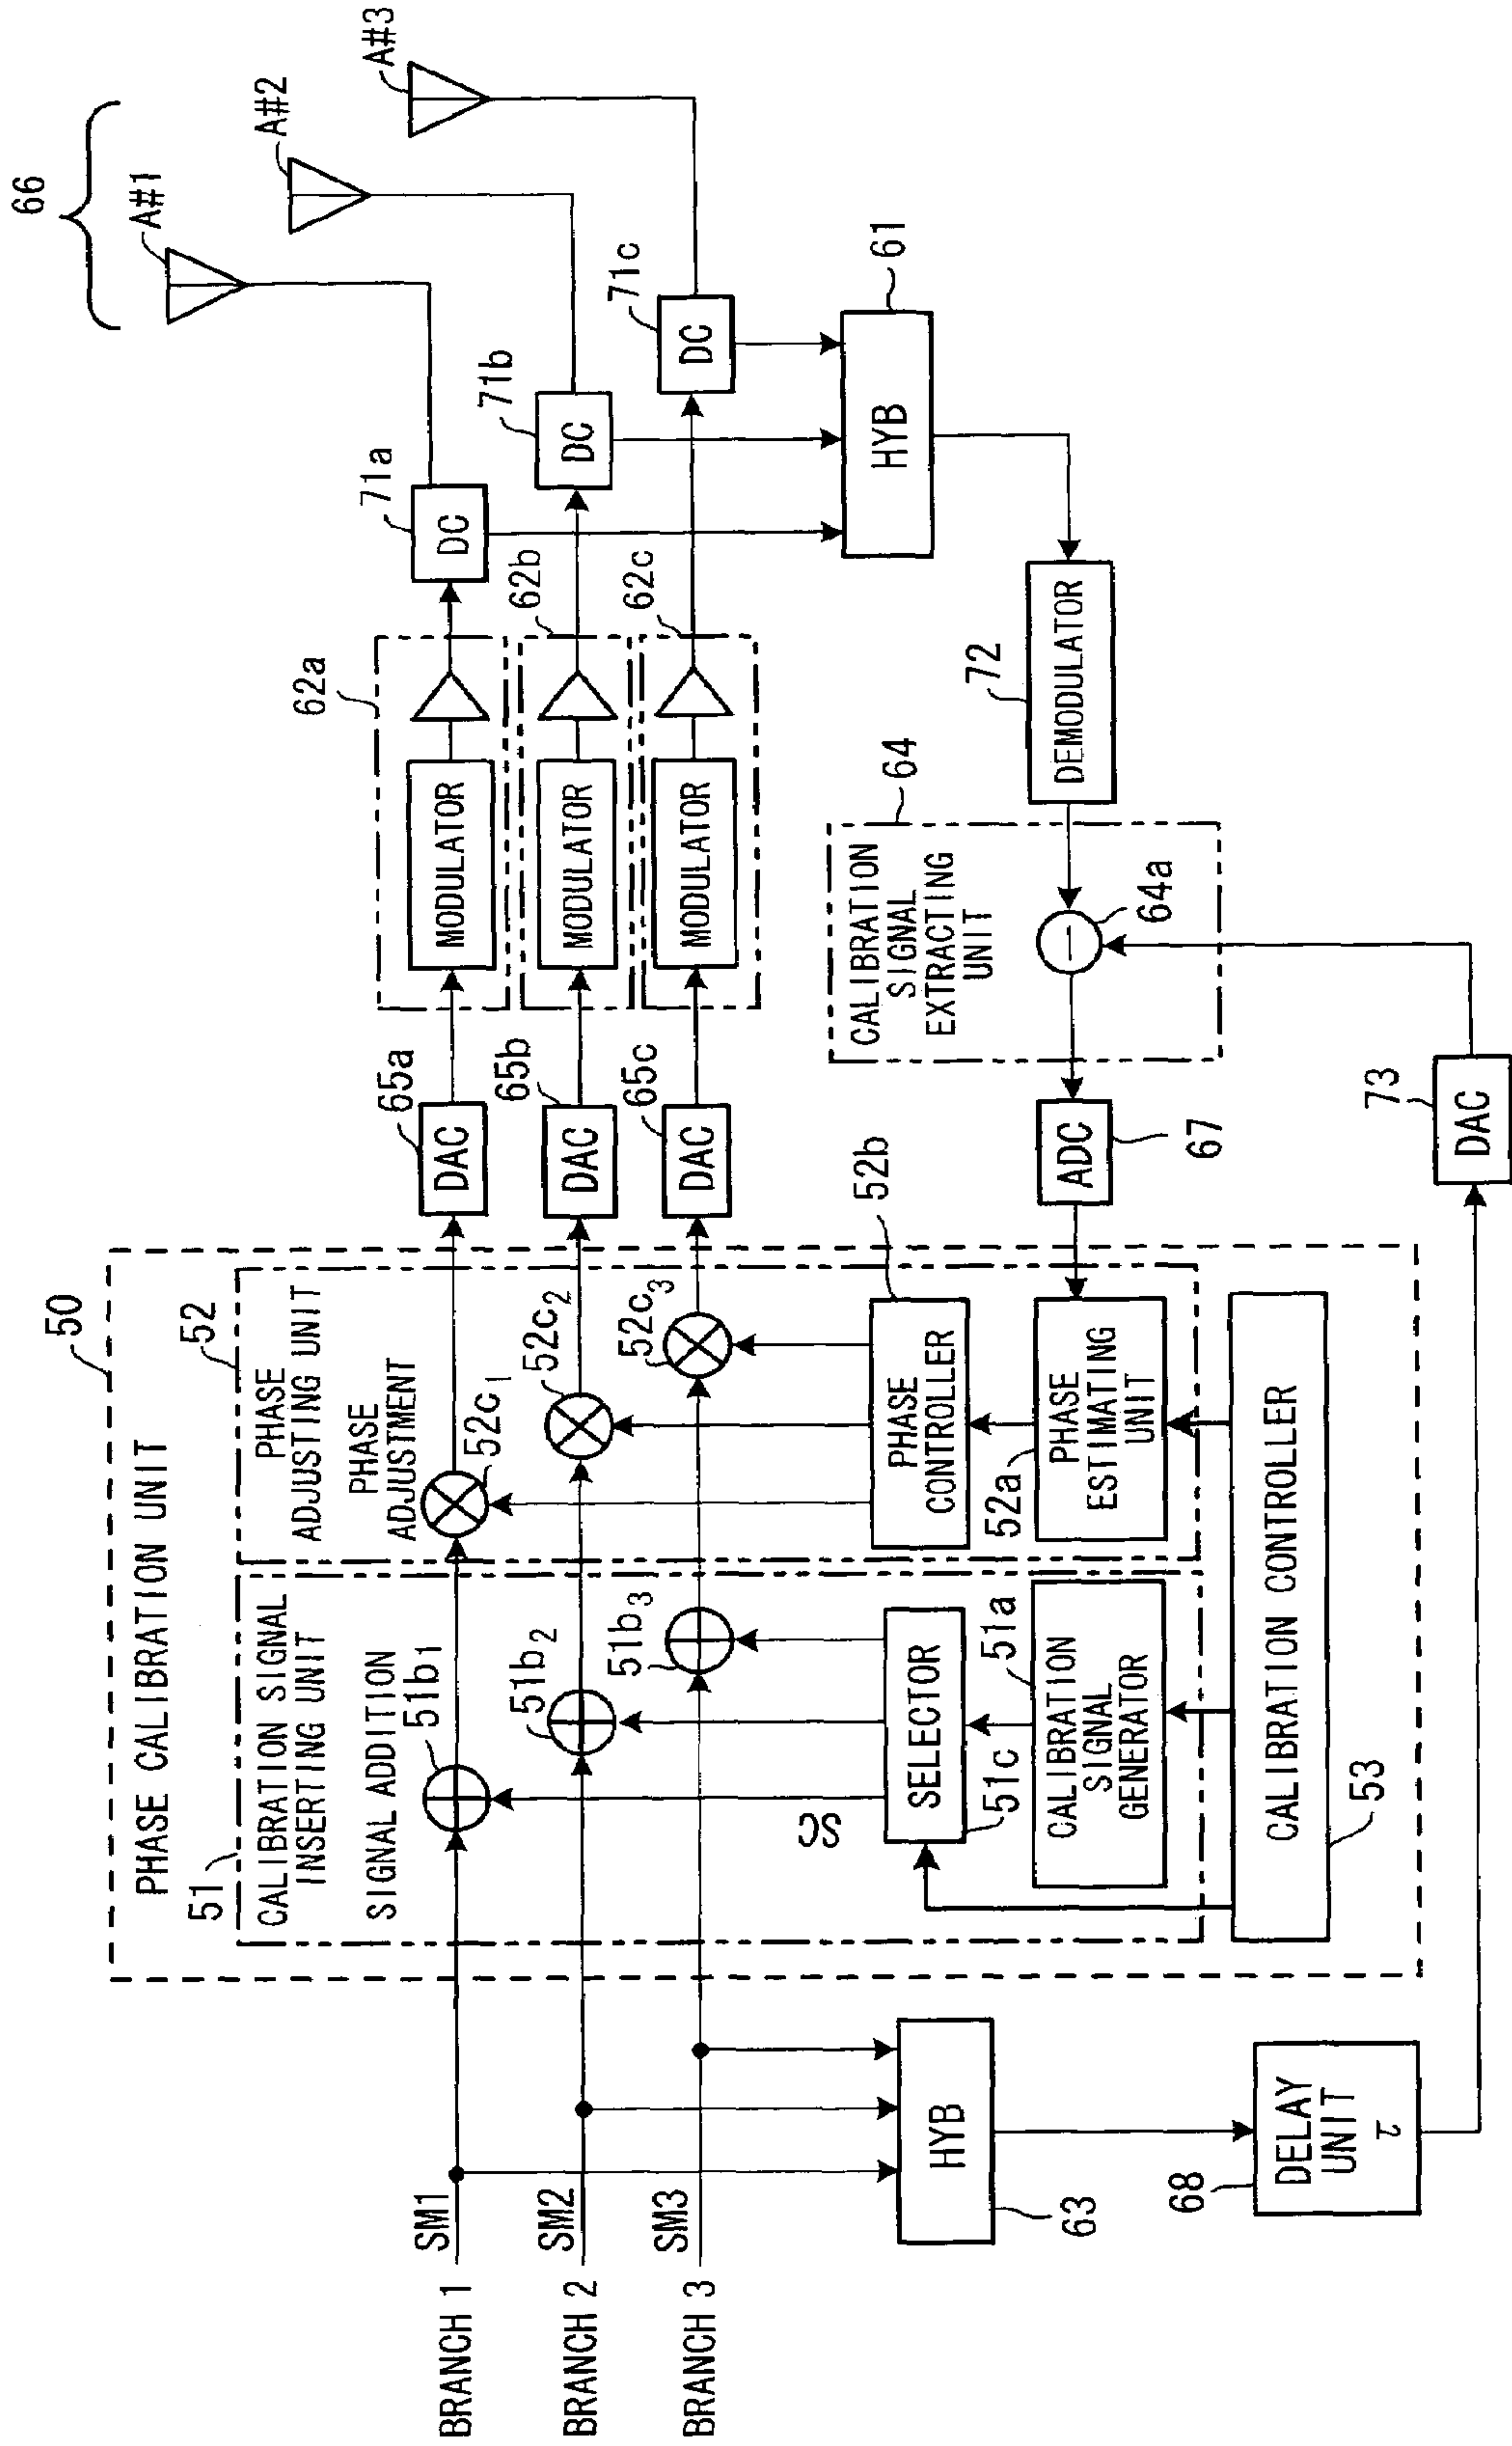 66
A#1
A#2
A#3
50
PHASE CALIBRATION UNIT
51
CALIBRATION SIGNAL
INSERTING UNIT
SIGNAL ADDITION
52
PHASE
ADJUSTING UNIT
PHASE
ADJUSTMENT
BRANCH 1
SM1
51b1
52c1
65a
DAC
62a
MODULATOR
71a
DC
BRANCH 2
SM2
51b2
52c2
65b
DAC
62b
MODULATOR
71b
DC
BRANCH 3
SM3
51b3
52c3
65c
DAC
62c
MODULATOR
71c
DC
SC
SELECTOR
51c
CALIBRATION
SIGNAL
GENERATOR
51a
PHASE
CONTROLLER
52b
PHASE
ESTIMATING
UNIT
52a
CALIBRATION CONTROLLER
53
HYB
63
DELAY
UNIT
τ
68
DAC
73
ADC
67
CALIBRATION
SIGNAL
EXTRACTING
UNIT
64
64a
DEMODULATOR
72
HYB
61